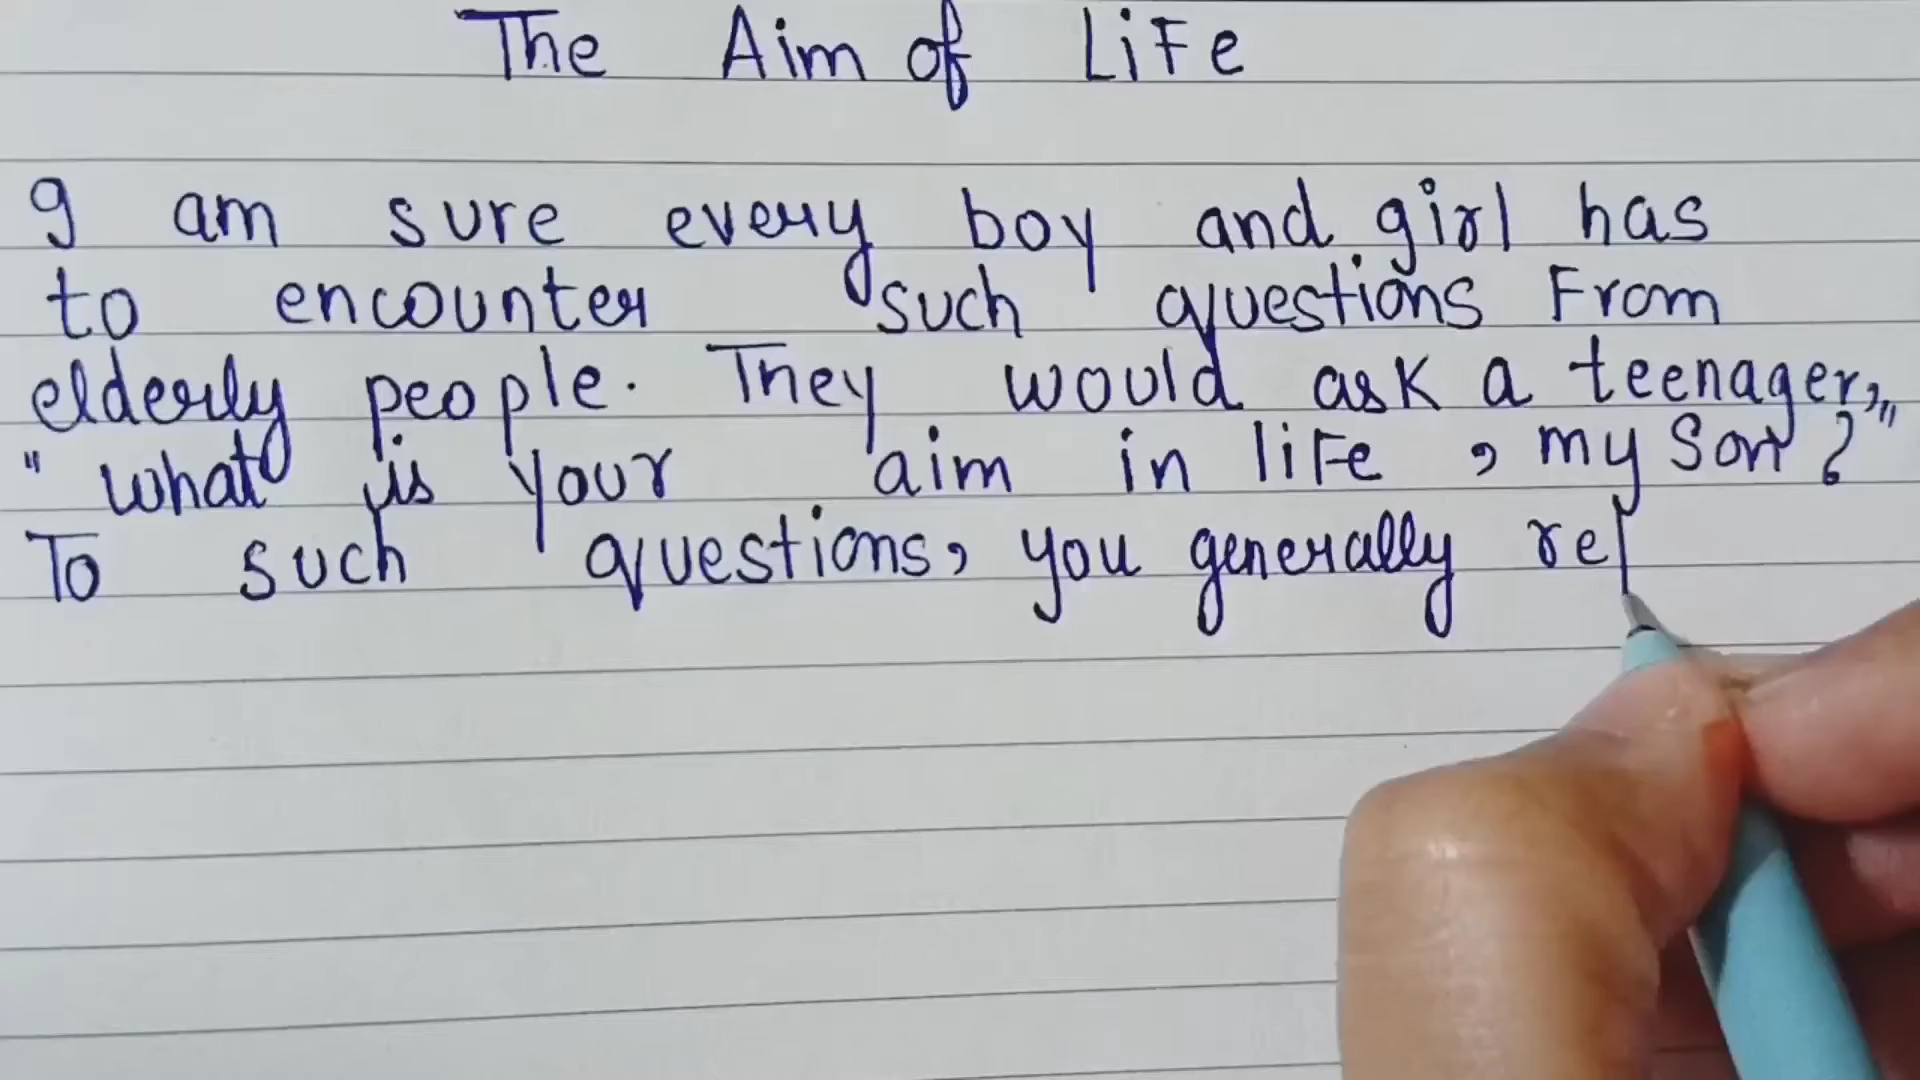 The Aim of Life
I am sure every boy and girl has
to encounter such questions From
elderly people. They would ask a teenager,
"what is your aim in life, my Son?"
To such questions, you generally